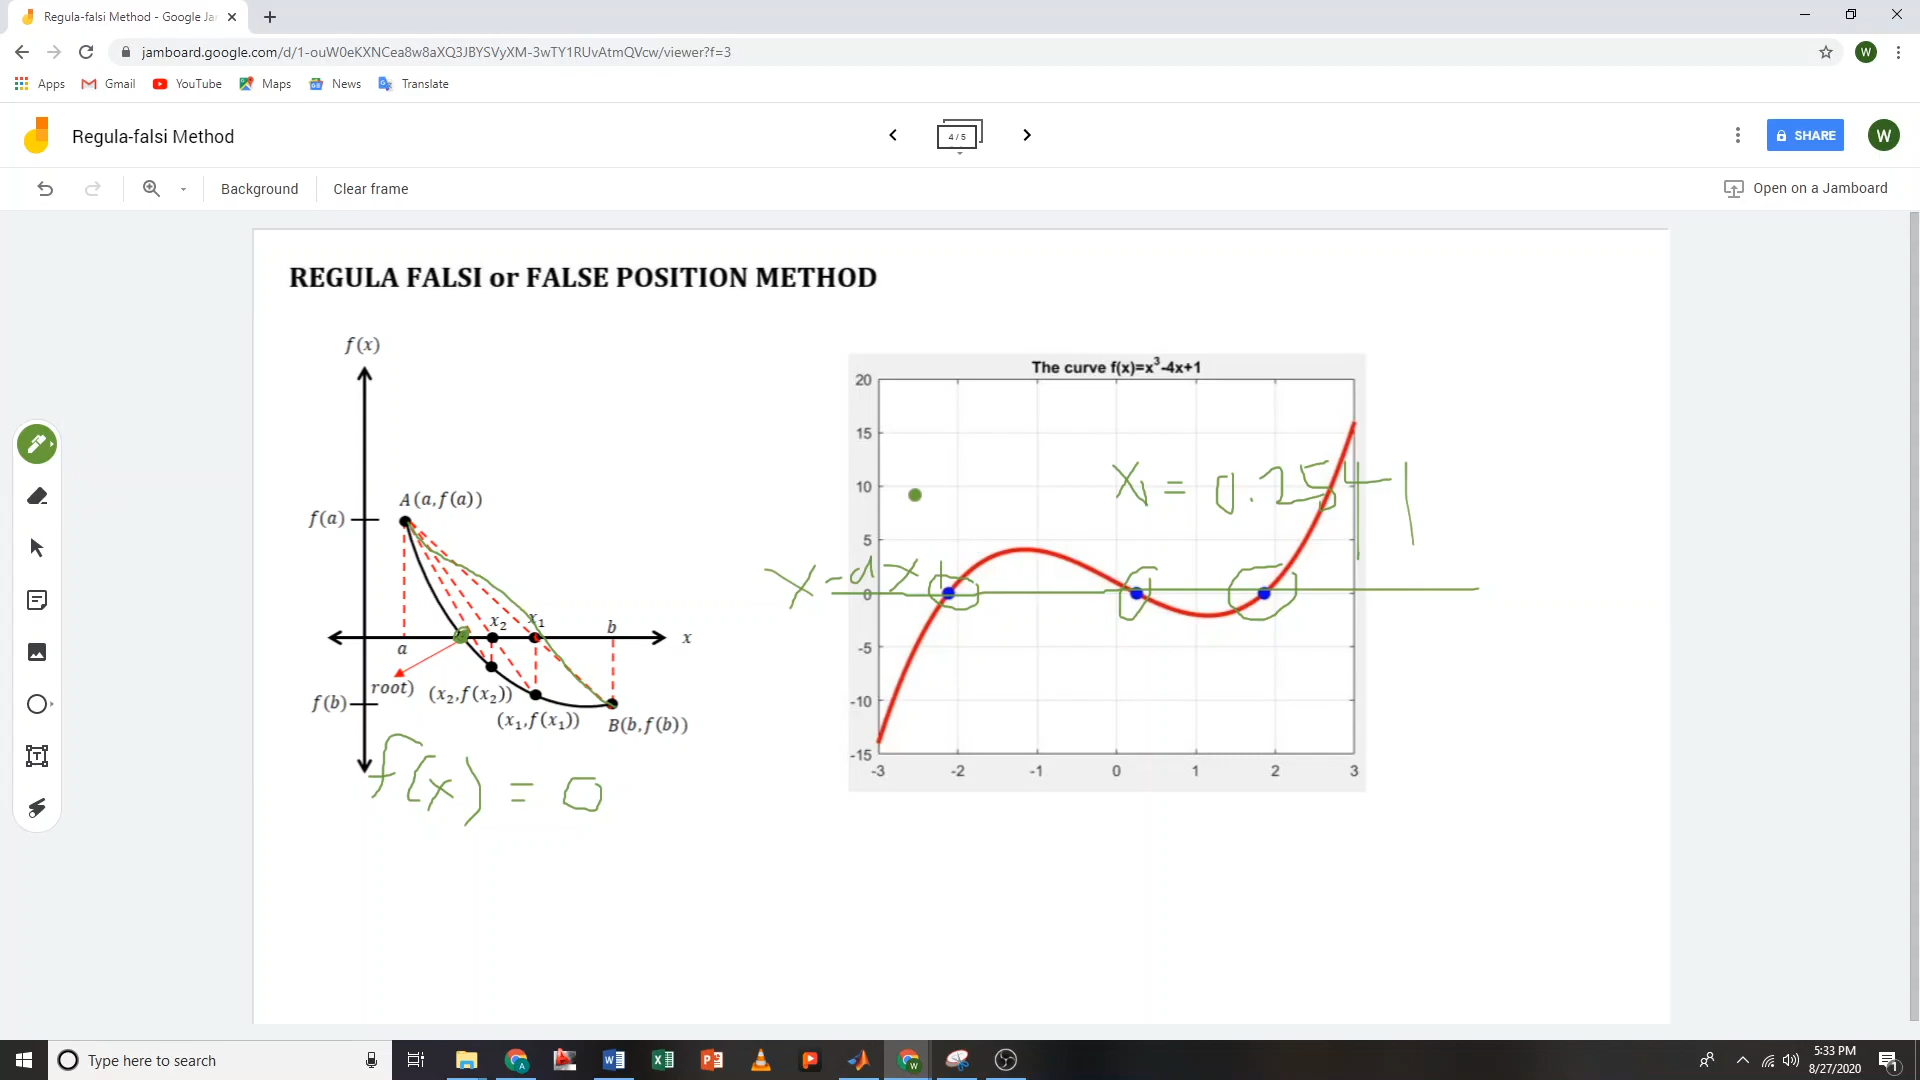 Regula-falsi Method - Google Ja
jamboard.google.com/d/1-ouW0eKXNCea8w8aXQ3JBYSVyXM-3wTY1RUvAtmQVcw/viewer?f=3
W
Apps Gmail YouTube Maps News Translate
Regula-falsi Method
4 / 5
SHARE
W
Background Clear frame
Open on a Jamboard
REGULA FALSI or FALSE POSITION METHOD
f(x)
A(a,f(a))
f(a)
x₂ x₁ b
x
a
root)
(x₂,f(x₂))
f(b)
(x₁,f(x₁))
B(b,f(b))
f(x) = 0
The curve f(x)=x³-4x+1
20
15
10
5
0
-5
-10
-15
-3 -2 -1 0 1 2 3
x₁ = 0.2541
x-axis
Type here to search
5:33 PM
8/27/2020
1